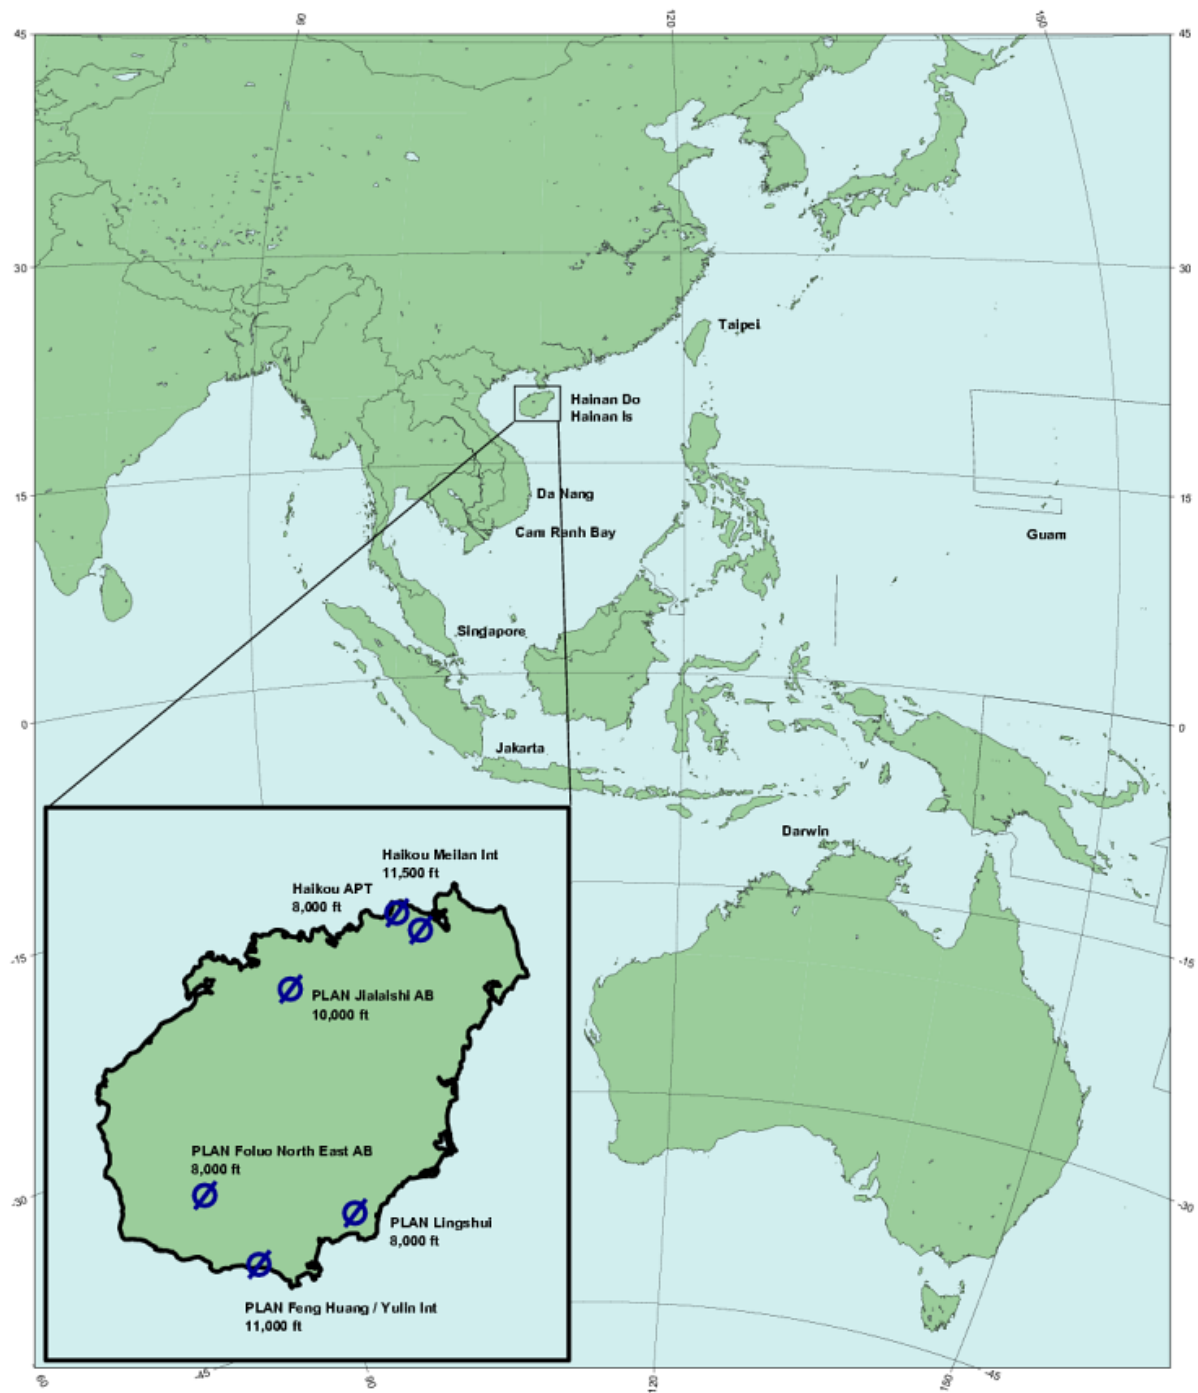 90
120
150
45
45
30
30
Taipei
Hainan Do
Hainan Is
15
Da Nang
15
Cam Ranh Bay
Guam
Singapore
0
0
Jakarta
Darwin
Haikou Meilan Int
11,500 ft
Haikou APT
8,000 ft
-15
-15
PLAN Jialaishi AB
10,000 ft
PLAN Foluo North East AB
8,000 ft
-30
-30
PLAN Lingshui
8,000 ft
PLAN Feng Huang / Yulin Int
11,000 ft
60
-45
90
120
150
-45